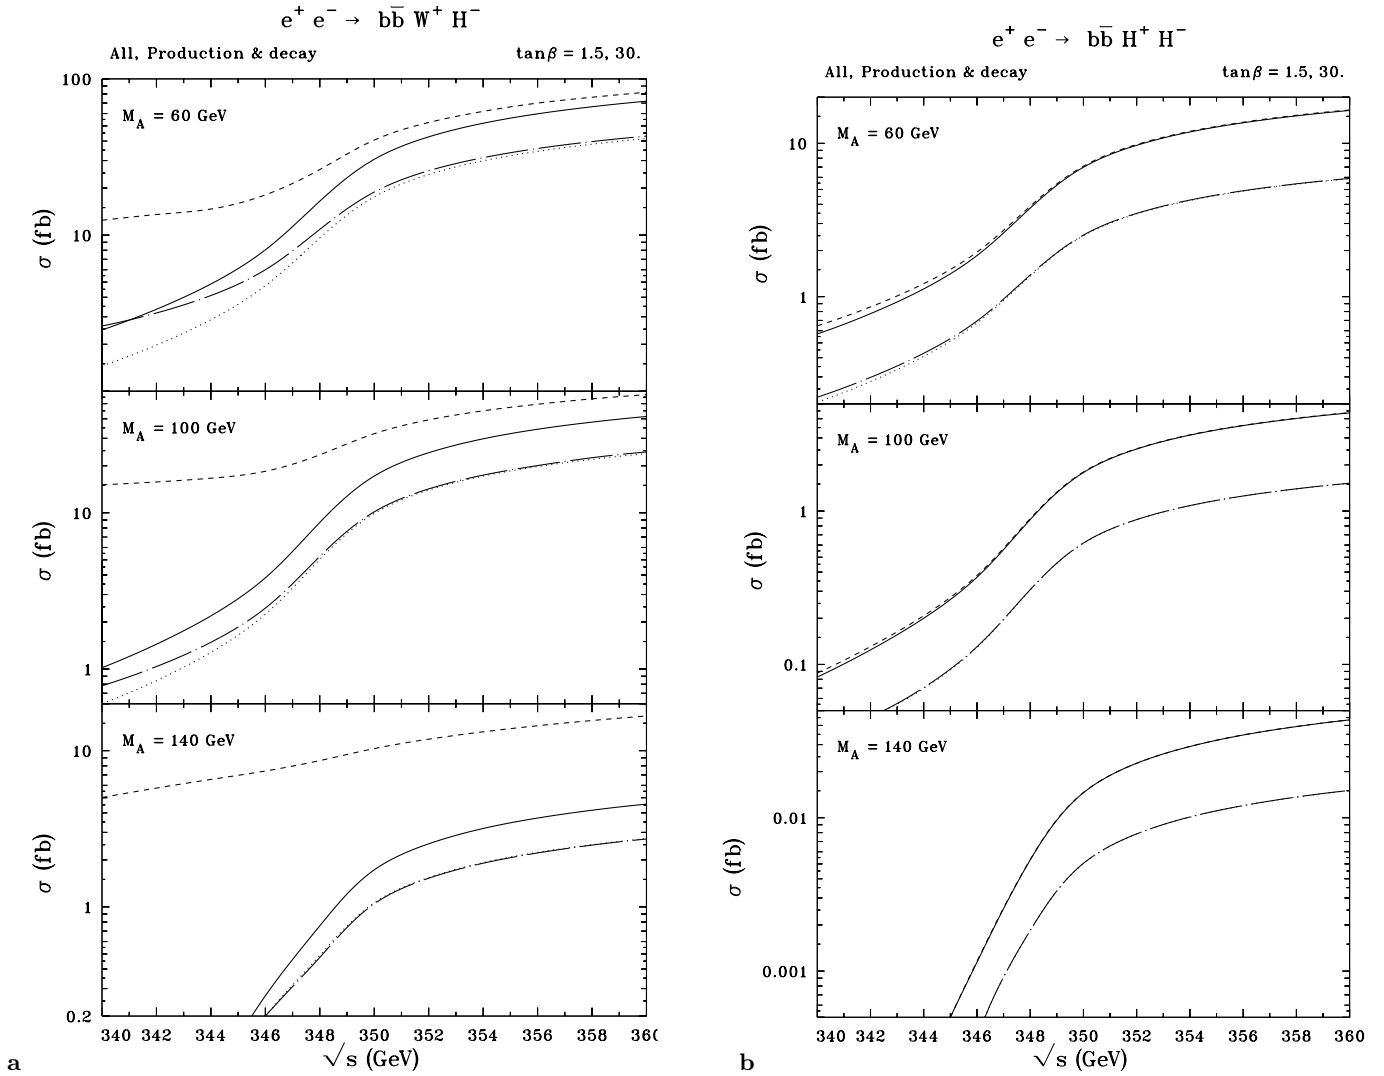 e+ e− → bb̅ W+ H−
All, Production & decay tanβ = 1.5, 30.
100
M_A = 60 GeV
σ (fb)
10
M_A = 100 GeV
10
σ (fb)
1
M_A = 140 GeV
10
σ (fb)
1
0.2
340 342 344 346 348 350 352 354 356 358 360
√s (GeV)
a
e+ e− → bb̅ H+ H−
All, Production & decay tanβ = 1.5, 30.
M_A = 60 GeV
10
σ (fb)
1
M_A = 100 GeV
1
σ (fb)
0.1
M_A = 140 GeV
0.01
σ (fb)
0.001
340 342 344 346 348 350 352 354 356 358 360
√s (GeV)
b